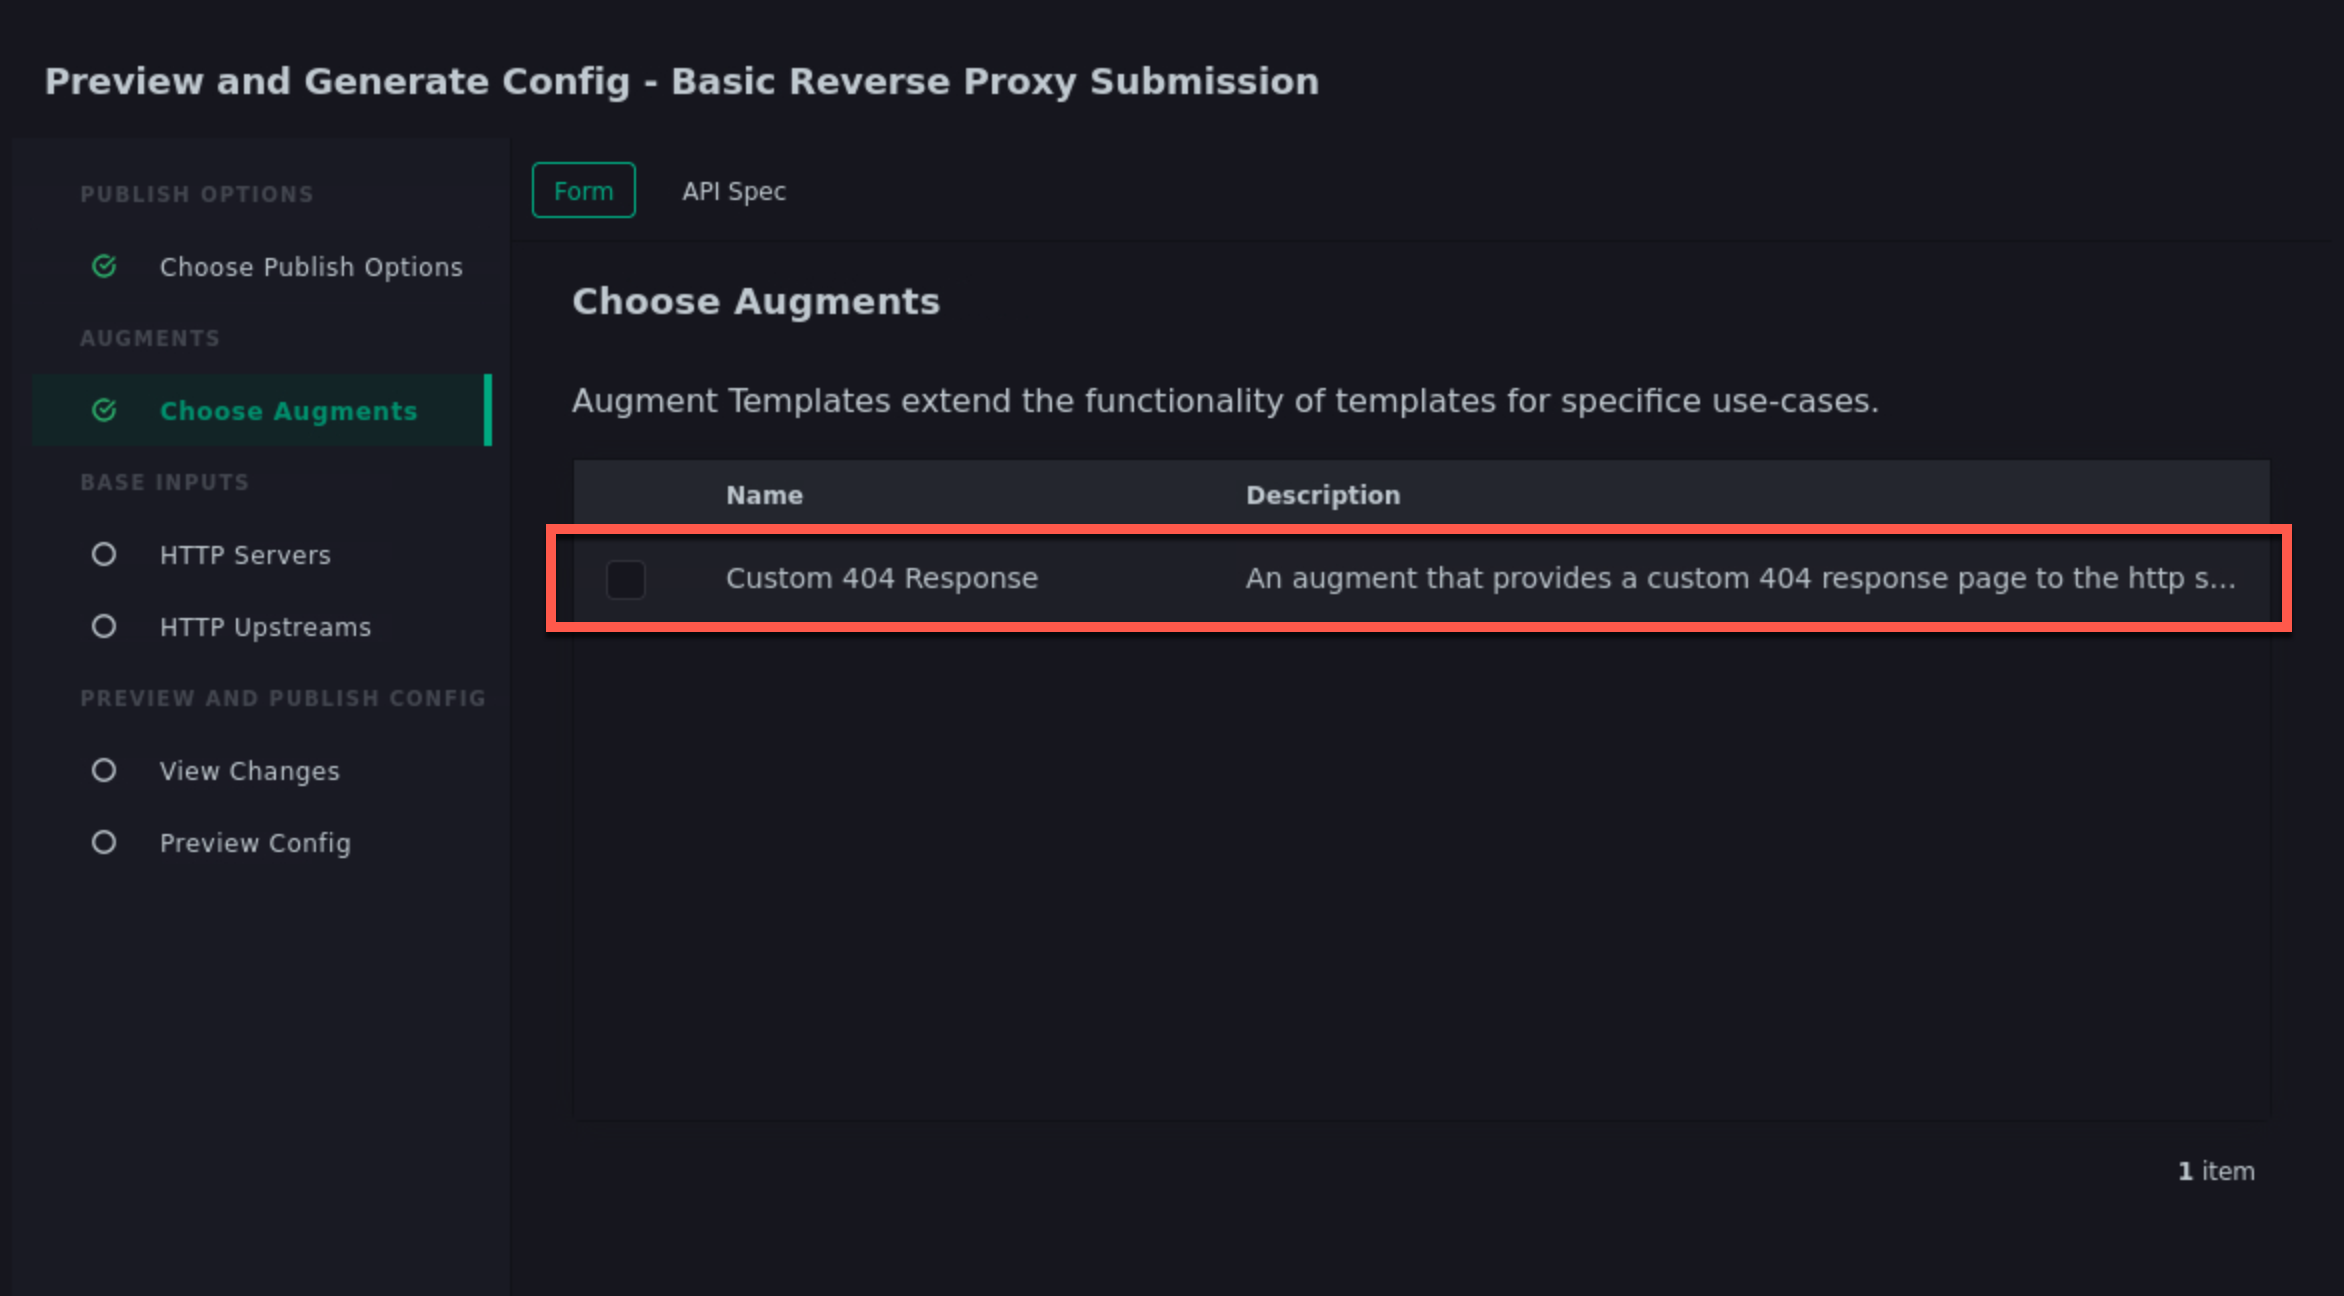 Preview and Generate Config - Basic Reverse Proxy Submission
PUBLISH OPTIONS
Choose Publish Options
AUGMENTS
Choose Augments
BASE INPUTS
HTTP Servers
HTTP Upstreams
PREVIEW AND PUBLISH CONFIG
View Changes
Preview Config
Form API Spec
Choose Augments
Augment Templates extend the functionality of templates for specifice use-cases.
Name Description
Custom 404 Response An augment that provides a custom 404 response page to the http s...
1 item